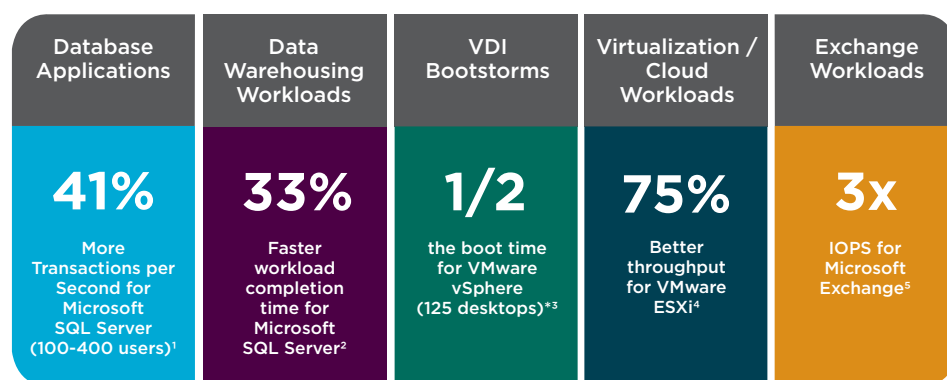 Database
Applications
41%
More
Transactions per
Second for
Microsoft
SQL Server
(100-400 users)¹
Data
Warehousing
Workloads
33%
Faster
workload
completion
time for
Microsoft
SQL Server²
VDI
Bootstorms
1/2
the boot time
for VMware
vSphere
(125 desktops)*³
Virtualization /
Cloud
Workloads
75%
Better
throughput
for VMware
ESXi⁴
Exchange
Workloads
3x
IOPS for
Microsoft
Exchange⁵